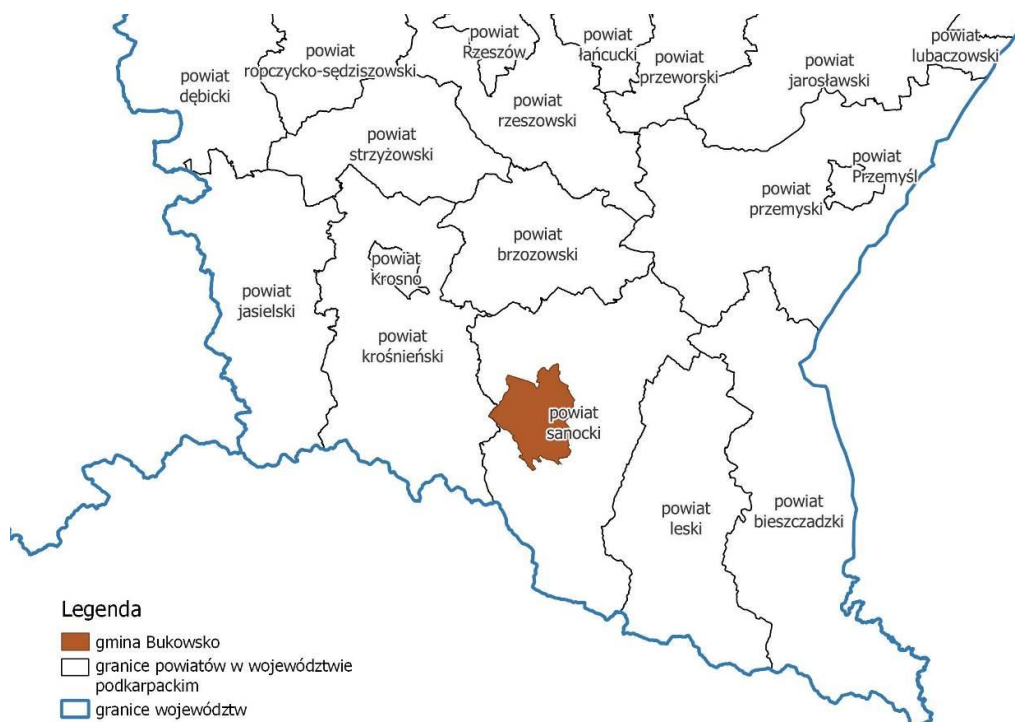 powiat
Rzeszów
powiat
łańcucki
powiat
lubaczowski
powiat
ropczycko-sędziszowski
powiat
przeworski
powiat
jarosławski
powiat
dębicki
powiat
rzeszowski
powiat
strzyżowski
powiat
Przemyśl
powiat
przemyski
powiat
brzozowski
powiat
Krosno
powiat
jasielski
powiat
krośnieński
powiat
sanocki
powiat
leski
powiat
bieszczadzki
Legenda
gmina Bukowsko
granice powiatów w województwie
podkarpackim
granice województw